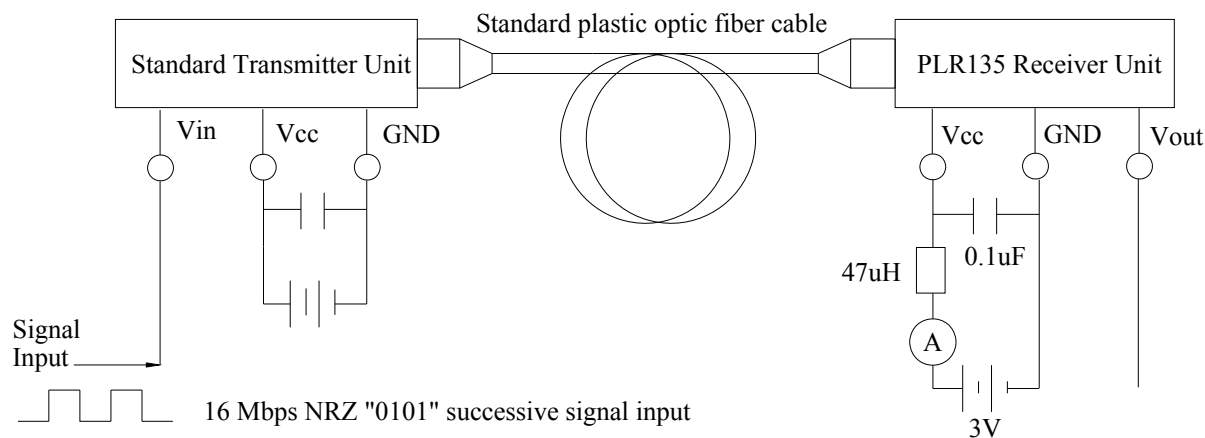 Standard plastic optic fiber cable
Standard Transmitter Unit
PLR135 Receiver Unit
Vin
Vcc
GND
Vcc
GND
Vout
47uH
0.1uF
A
3V
Signal
Input
16 Mbps NRZ "0101" successive signal input